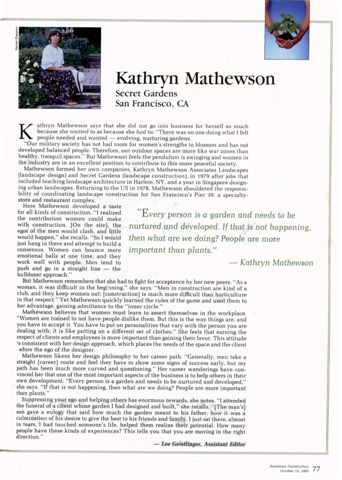 Kathryn Mathewson
Secret Gardens
San Francisco, CA
Kathryn Mathewson says that she did go into business for herself so much
because she wanted to as because she had to: "There was no one doing what I felt
people needed and wanted — evolving, nurturing gardens.
"Our military society has not had room for women's strengths to blossom and has not
developed balanced people. Therefore, our outdoor spaces are more like war zones than
healthy, tranquil spaces." But Mathewson feels the pendulum is swinging and women in
the industry are in an excellent position to contribute to this more peaceful society.
Mathewson formed her own companies, Kathryn Mathewson Associates Landscapes
(landscape design) and Secret Gardens (landscape construction), in 1979 after jobs that
included teaching landscape architecture in Harlem, NY, and a year in Singapore design-
ing urban landscapes. Returning to the US in 1978, Mathewson shouldered the responsi-
bility of coordinating landscape construction for San Francisco's Pier 39, a specialty-
store and restaurant complex.
Here Mathewson developed a taste
for all kinds of construction. "I realized
the contribution women could make
with construction. [On the site], the
egos of the men would clash, and little
would happen," she recalls. "So I would
just hang in there and attempt to build a
consensus. Women can bounce more
emotional balls at one time, and they
work well with people. Men tend to
push and go in a straight line — the
bulldozer approach."
"Every person is a garden and needs to be
nurtured and developed. If that is not happening,
then what are we doing? People are more
important than plants."
— Kathryn Mathewson
But Mathewson remembers that she had to fight for acceptance by her new peers. "As a
woman, it was difficult in the beginning," she says. "Men in construction are kind of a
club, and they keep women out; [construction] is much more difficult than horticulture
in that respect." Yet Mathewson quickly learned the rules of the game and used them to
her advantage, gaining admittance to the "inner circle."
Mathewson believes that women must learn to assert themselves in the workplace.
"Women are trained to not have people dislike them. But this is the way things are, and
you have to accept it. You have to put on personalities that vary with the person you are
dealing with; it is like putting on a different set of clothes." She feels that earning the
respect of clients and employees is more important than gaining their favor. This attitude
is consistent with her design approach, which places the needs of the space and the client
before the ego of the designer.
Mathewson likens her design philosophy to her career path. "Generally, men take a
straight [career] route and feel they have to show some signs of success early, but my
path has been much more curved and questioning." Her career wanderings have con-
vinced her that one of the most important aspects of the business is to help others in their
own development. "Every person is a garden and needs to be nurtured and developed,"
she says. "If that is not happening, then what are we doing? People are more important
than plants."
Suppressing your ego and helping others has enormous rewards, she notes. "I attended
the funeral of a client whose garden I had designed and built," she recalls. "[The man's]
son gave a eulogy that said how much the garden meant to his father, how it was a
culmination of his desire to give the best to his friends and family. I just sat there, almost
in tears. I had touched someone's life, helped them realize their potential. How many
people have these kinds of experiences? This tells you that you are moving in the right
direction."
— Lee Geistlinger, Assistant Editor
American Nurseryman
October 15, 1993 77